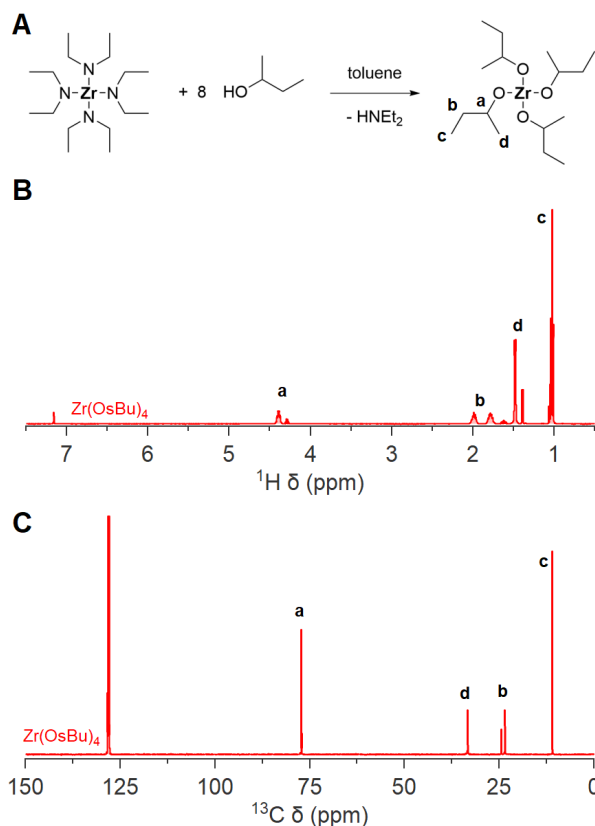 A
N
N
Zr
N
N
+ 8
HO
toluene
- HNEt₂
O
O
Zr
O
O
a
b
c
d
B
c
d
a
b
Zr(OsBu)₄
7 6 5 4 3 2 1
¹H δ (ppm)
C
c
a
d
b
Zr(OsBu)₄
150 125 100 75 50 25 0
¹³C δ (ppm)